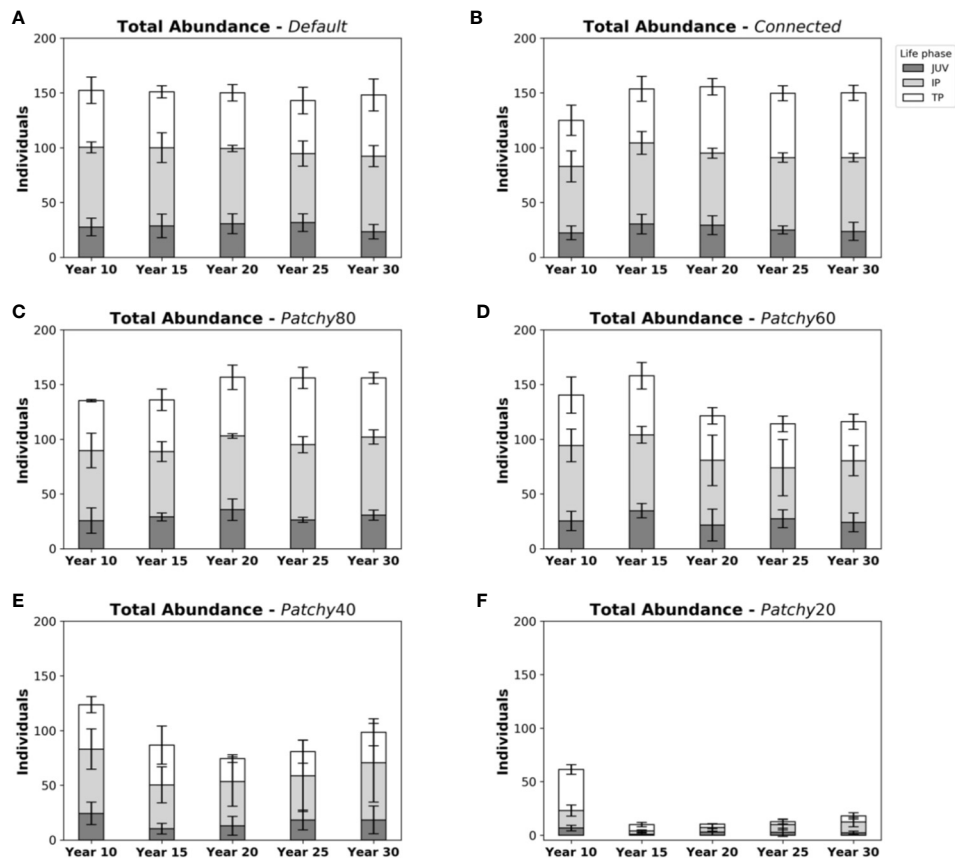 A
Total Abundance - Default
200
150
100
50
0
Individuals
Year 10 Year 15 Year 20 Year 25 Year 30
B
Total Abundance - Connected
200
150
100
50
0
Individuals
Year 10 Year 15 Year 20 Year 25 Year 30
Life phase
JUV
IP
TP
C
Total Abundance - Patchy80
200
150
100
50
0
Individuals
Year 10 Year 15 Year 20 Year 25 Year 30
D
Total Abundance - Patchy60
200
150
100
50
0
Individuals
Year 10 Year 15 Year 20 Year 25 Year 30
E
Total Abundance - Patchy40
200
150
100
50
0
Individuals
Year 10 Year 15 Year 20 Year 25 Year 30
F
Total Abundance - Patchy20
200
150
100
50
0
Individuals
Year 10 Year 15 Year 20 Year 25 Year 30